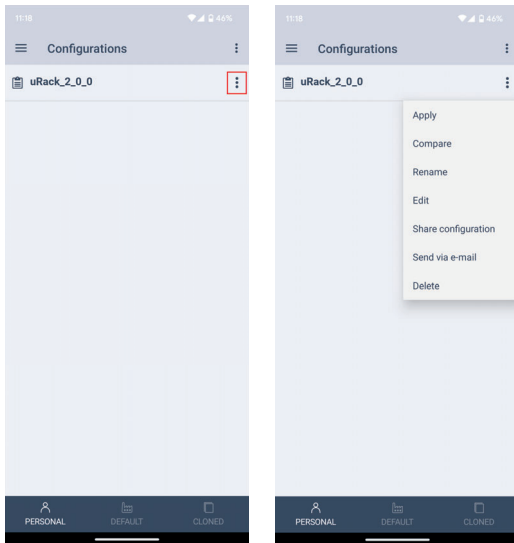 11:18
46%
Configurations
uRack_2_0_0
PERSONAL
DEFAULT
CLONED
11:18
46%
Configurations
uRack_2_0_0
Apply
Compare
Rename
Edit
Share configuration
Send via e-mail
Delete
PERSONAL
DEFAULT
CLONED